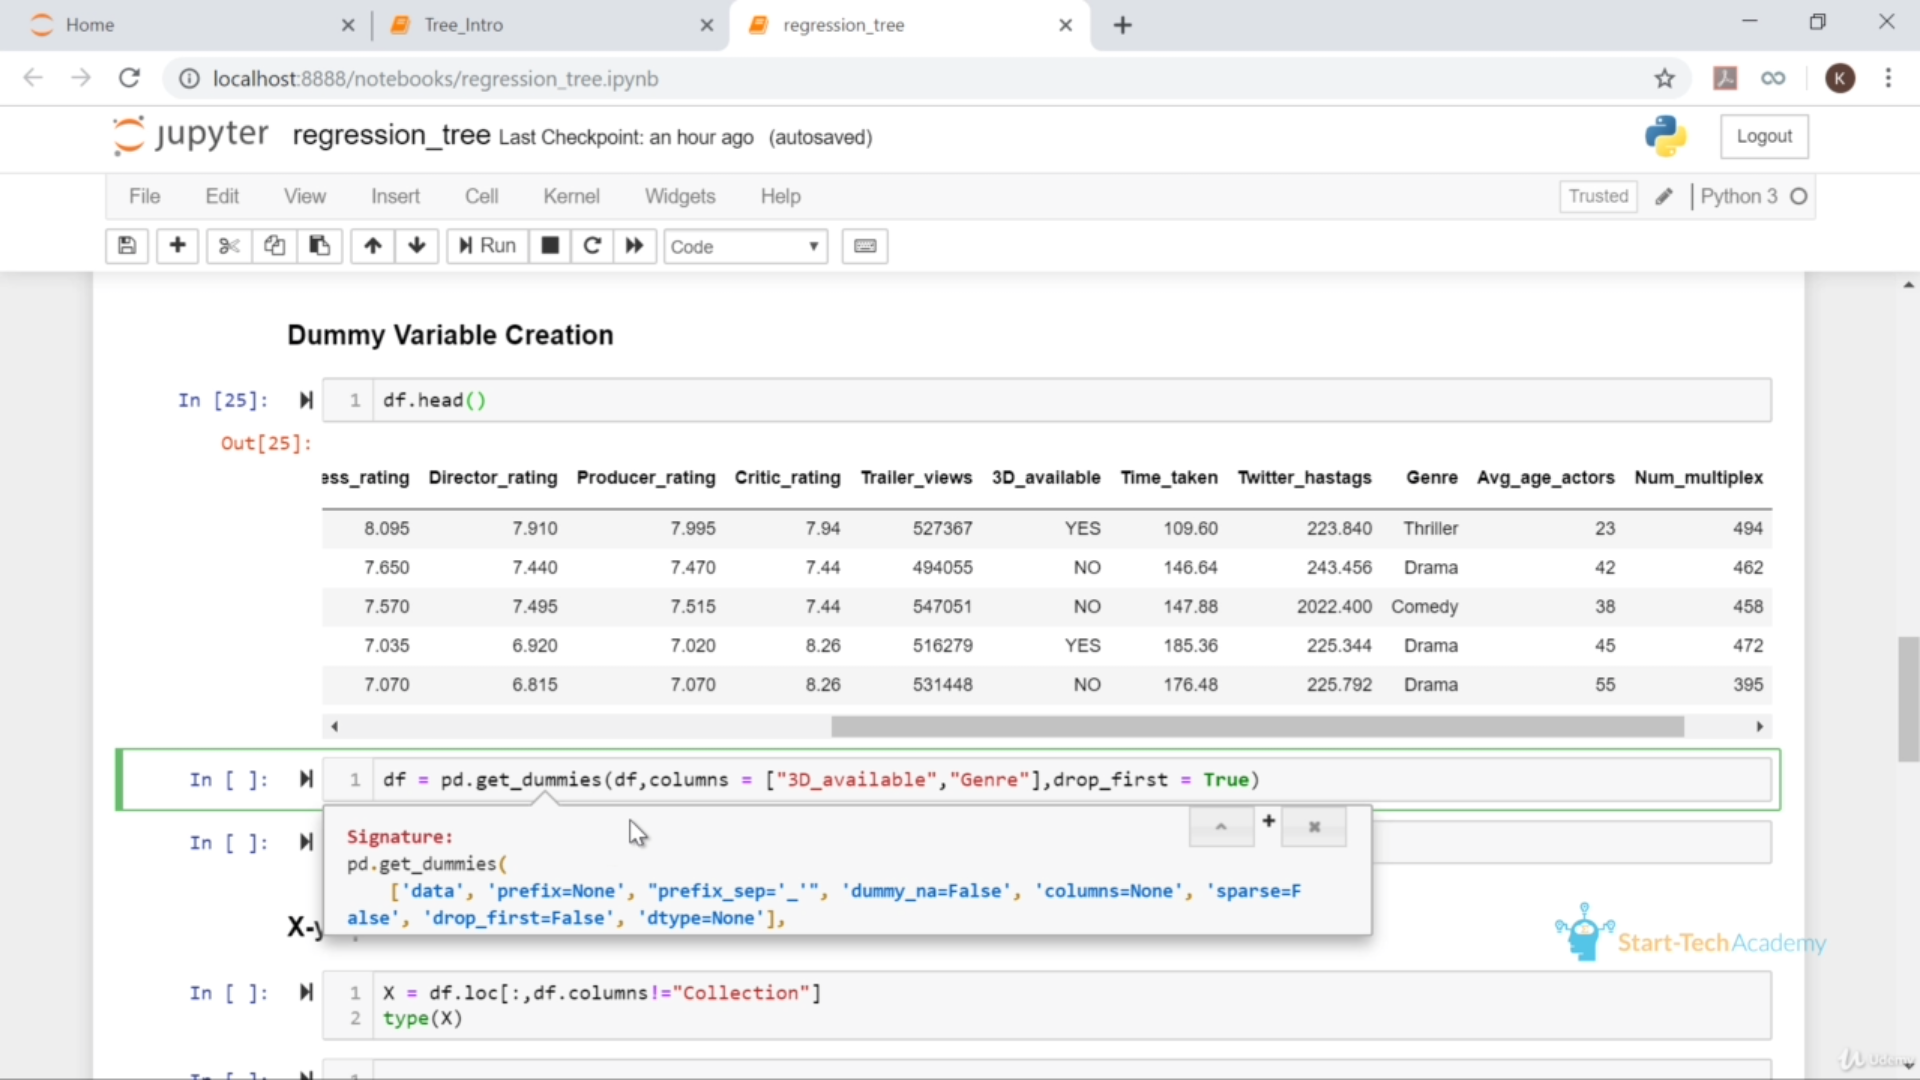 Home
Tree_Intro
regression_tree
localhost:8888/notebooks/regression_tree.ipynb
K
jupyter regression_tree Last Checkpoint: an hour ago (autosaved)
Logout
File Edit View Insert Cell Kernel Widgets Help
Trusted Python 3
Run
Code
Dummy Variable Creation
In [25]: 1 df.head()
Out[25]:
ess_rating Director_rating Producer_rating Critic_rating Trailer_views 3D_available Time_taken Twitter_hastags Genre Avg_age_actors Num_multiplex
8.095 7.910 7.995 7.94 527367 YES 109.60 223.840 Thriller 23 494
7.650 7.440 7.470 7.44 494055 NO 146.64 243.456 Drama 42 462
7.570 7.495 7.515 7.44 547051 NO 147.88 2022.400 Comedy 38 458
7.035 6.920 7.020 8.26 516279 YES 185.36 225.344 Drama 45 472
7.070 6.815 7.070 8.26 531448 NO 176.48 225.792 Drama 55 395
In [ ]: 1 df = pd.get_dummies(df,columns = ["3D_available","Genre"],drop_first = True)
In [ ]:
Signature:
pd.get_dummies(
['data', 'prefix=None', "prefix_sep='_'", 'dummy_na=False', 'columns=None', 'sparse=F
alse', 'drop_first=False', 'dtype=None'],
X-y
Start-TechAcademy
In [ ]: 1 X = df.loc[:,df.columns!="Collection"]
2 type(X)
Udemy